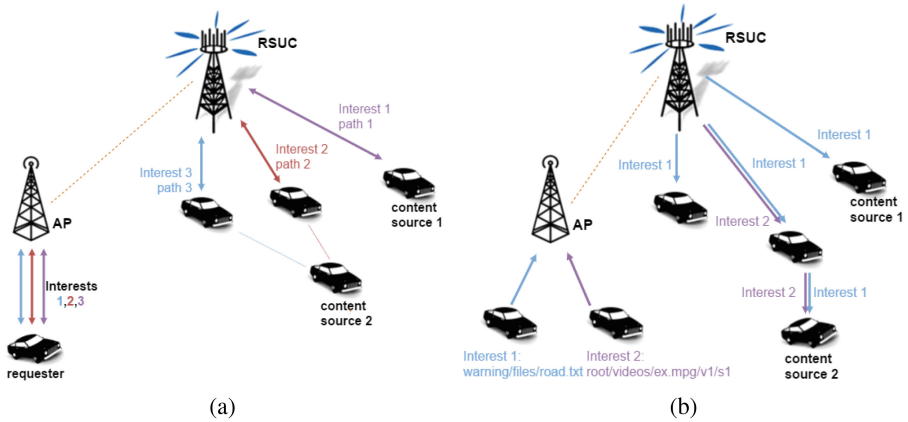 RSUC
Interest 1
path 1
Interest 2
path 2
Interest 3
path 3
AP
content
source 1
Interests
1,2,3
content
source 2
requester
(a)
RSUC
Interest 1
Interest 1
Interest 1
content
source 1
AP
Interest 2
Interest 2
Interest 1
content
source 2
Interest 1:
warning/files/road.txt
Interest 2:
root/videos/ex.mpg/v1/s1
(b)